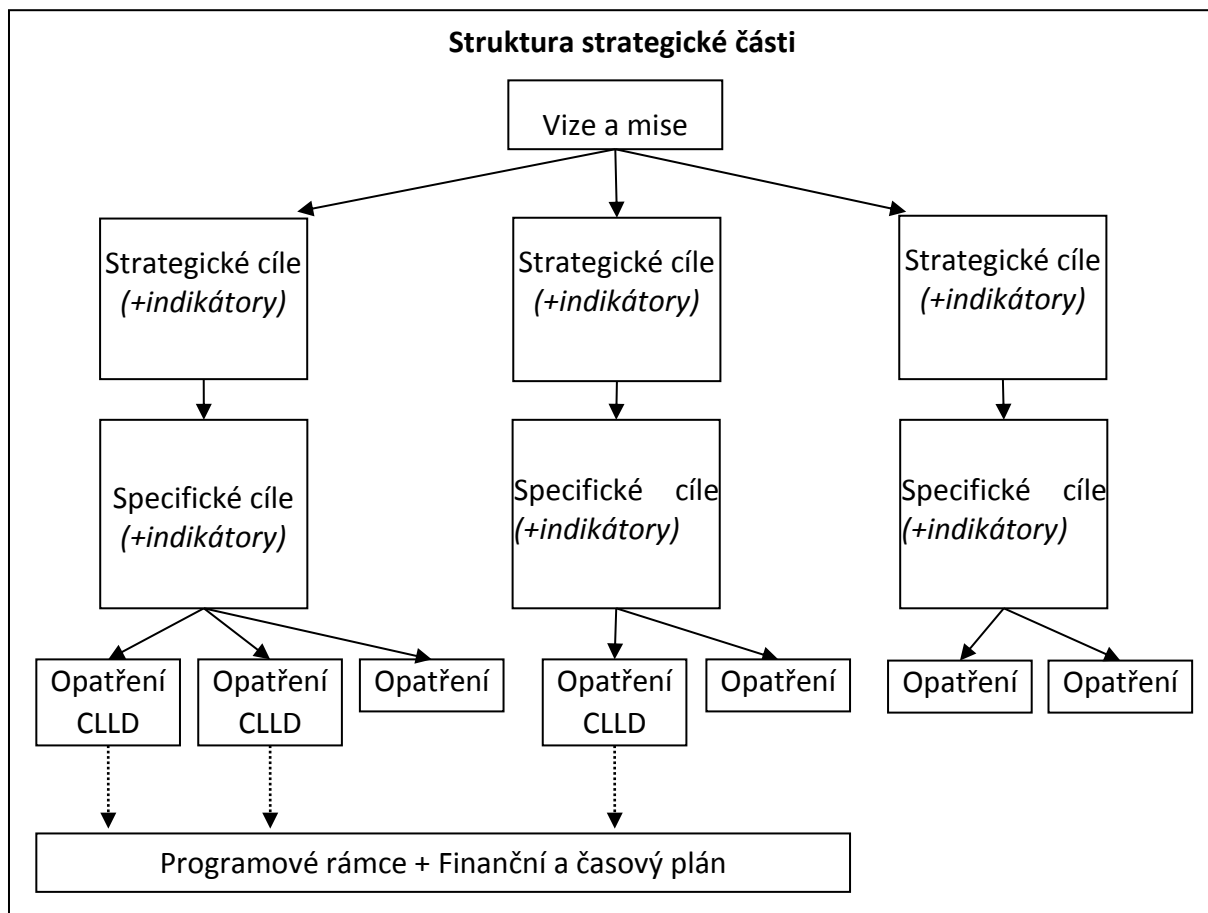 Struktura strategické části
Vize a mise
Strategické cíle
(+indikátory)
Strategické cíle
(+indikátory)
Strategické cíle
(+indikátory)
Specifické cíle
(+indikátory)
Specifické cíle
(+indikátory)
Specifické cíle
(+indikátory)
Opatření
CLLD
Opatření
CLLD
Opatření
Opatření
CLLD
Opatření
Opatření
Opatření
Programové rámce + Finanční a časový plán